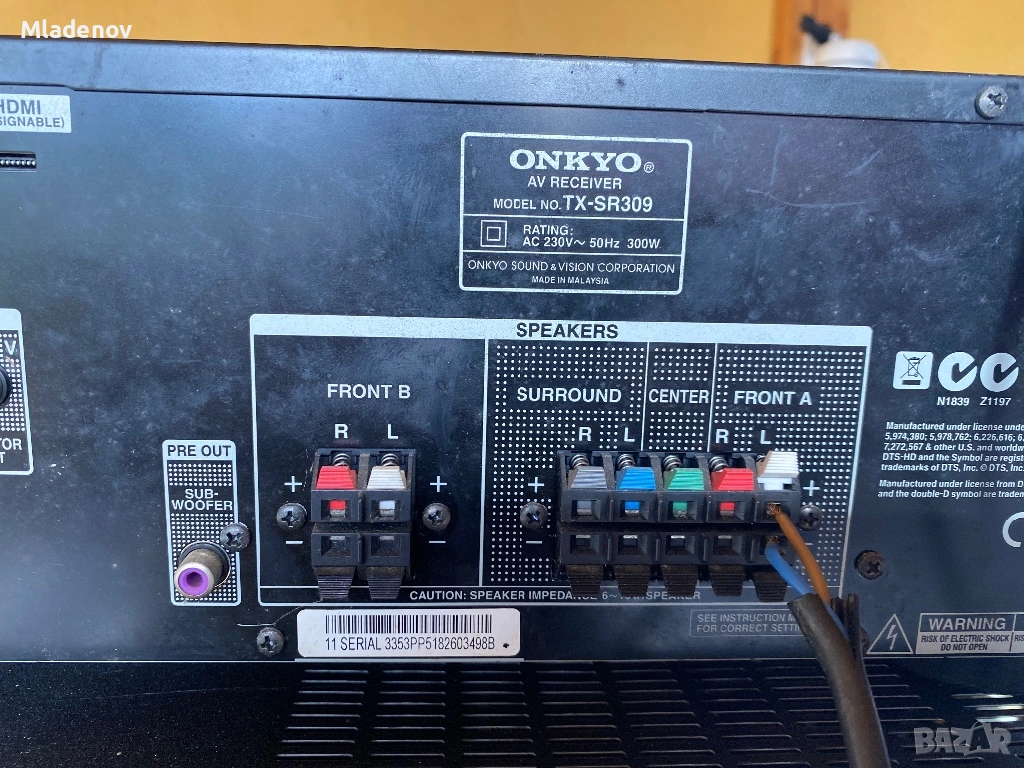 Mladenov
HDMI
SIGNABLE)
ONKYO®
AV RECEIVER
MODEL NO. TX-SR309
RATING:
AC 230V~ 50Hz 300W
ONKYO SOUND & VISION CORPORATION
MADE IN MALAYSIA
V
TOR
T
SPEAKERS
FRONT B
SURROUND
CENTER
FRONT A
R L
R L
R L
+ + + +
− − − −
PRE OUT
SUB-
WOOFER
CAUTION: SPEAKER IMPEDANCE 6~
SPEAKER
11 SERIAL 3353PP5182603498B
SEE INSTRUCTION
FOR CORRECT
N1839 Z1197
Manufactured under license under
5,974,380; 5,978,762; 6,226,616; 6.
7,272,567 & other U.S. and worldw
DTS-HD and the Symbol are regist
trademarks of DTS, Inc. © DTS, Inc.
Manufactured under license from D
and the double-D symbol are tradem
WARNING
RISK OF ELECTRIC SHOCK
DO NOT OPEN
BAZAR